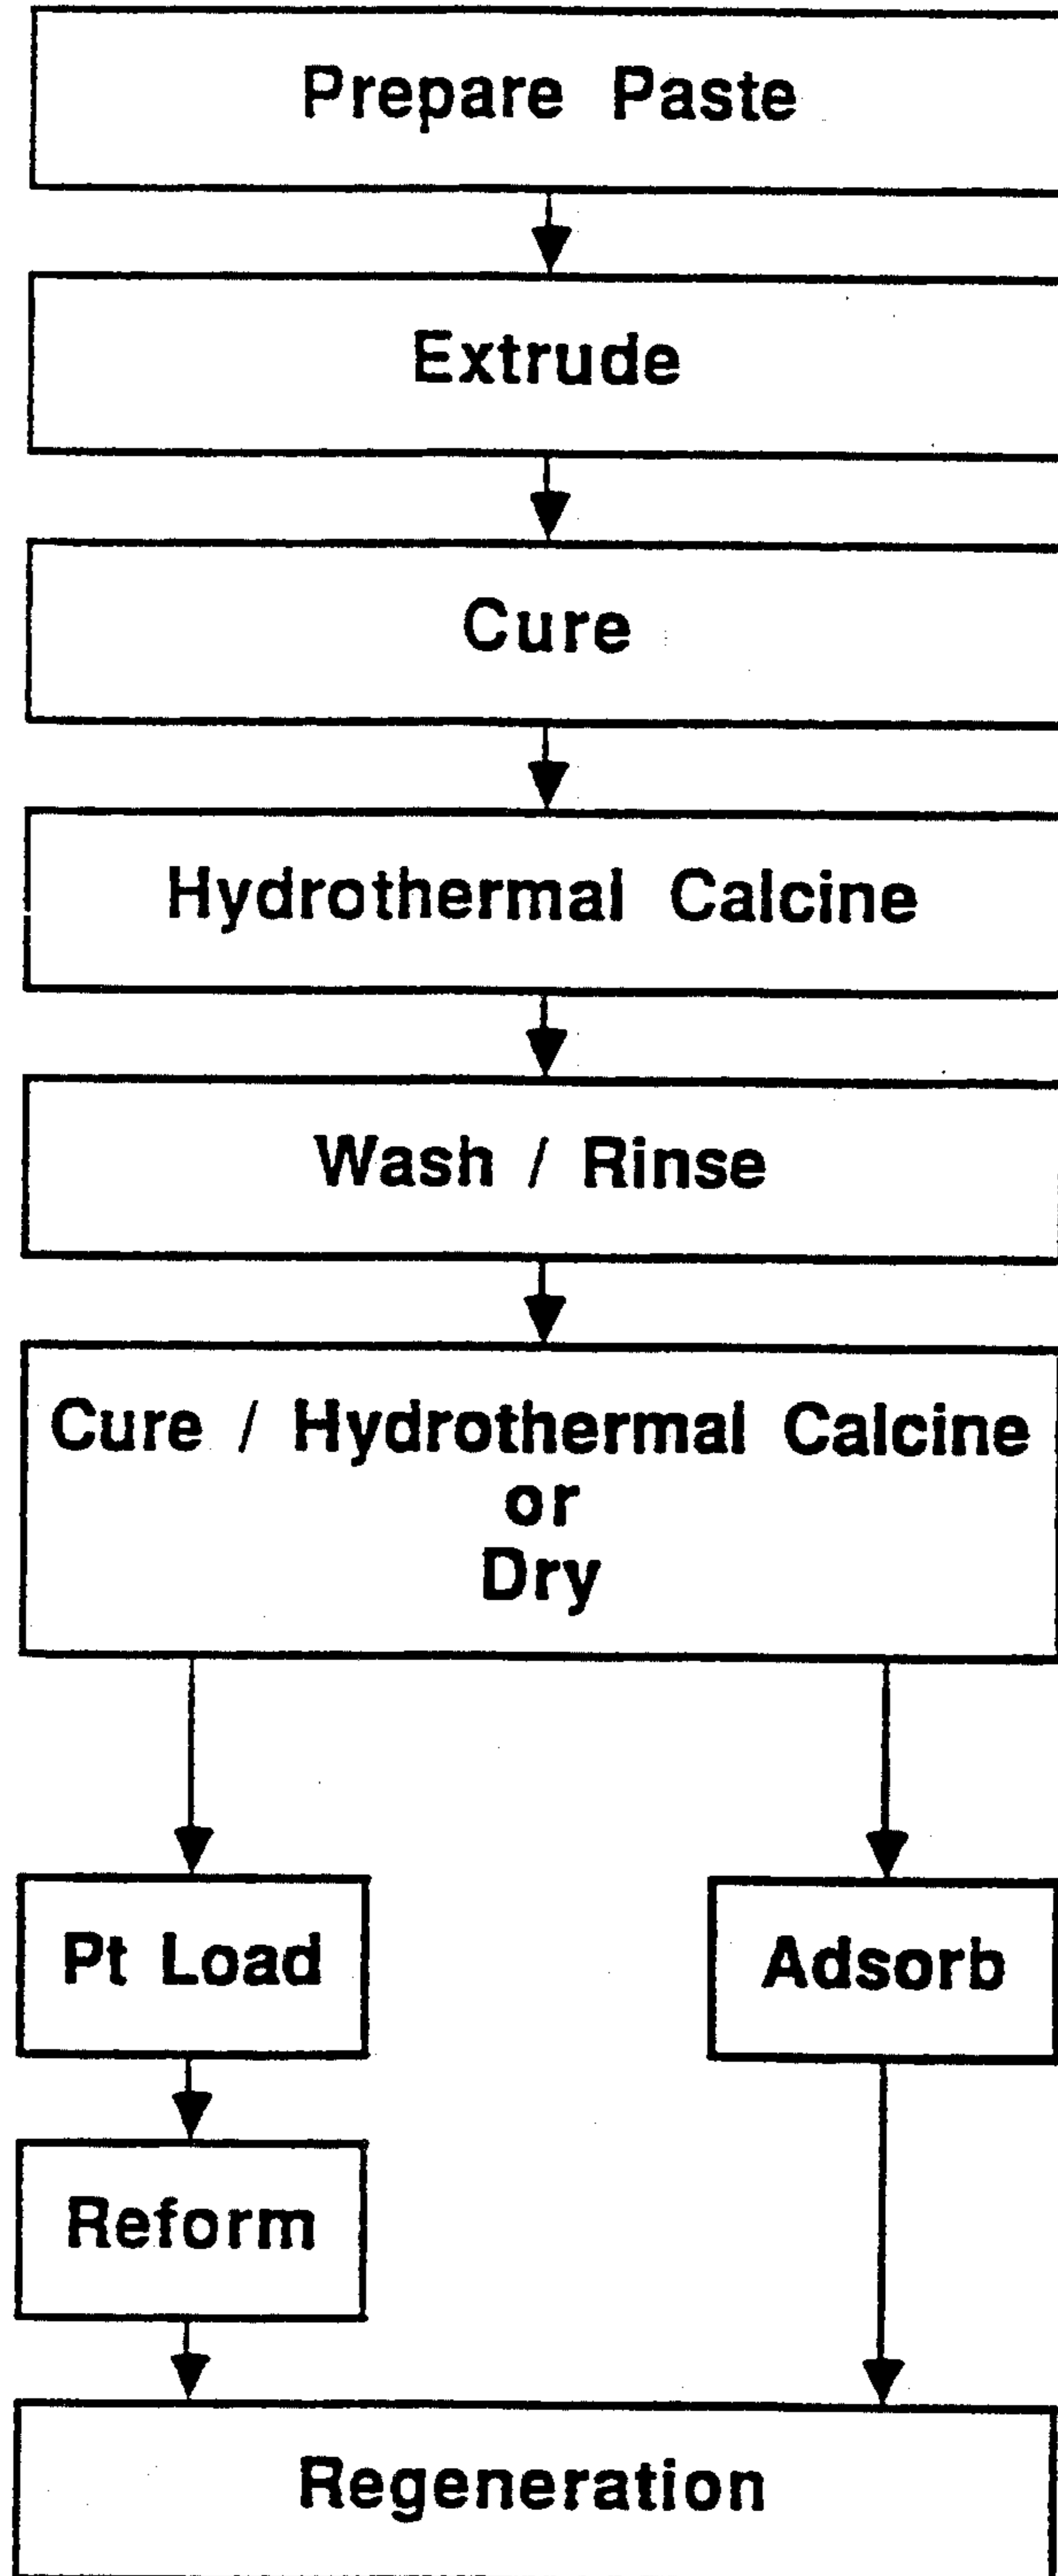 Prepare Paste
Extrude
Cure
Hydrothermal Calcine
Wash / Rinse
Cure / Hydrothermal Calcine
or
Dry
Pt Load
Adsorb
Reform
Regeneration